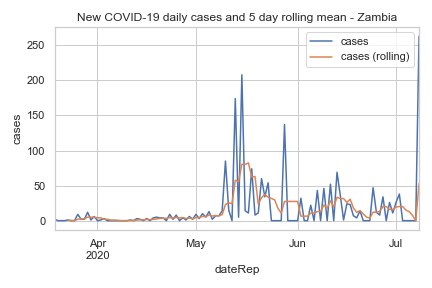 New COVID-19 daily cases and 5 day rolling mean - Zambia
cases
cases (rolling)
250
200
150
100
50
0
cases
Apr
2020
May
Jun
Jul
dateRep